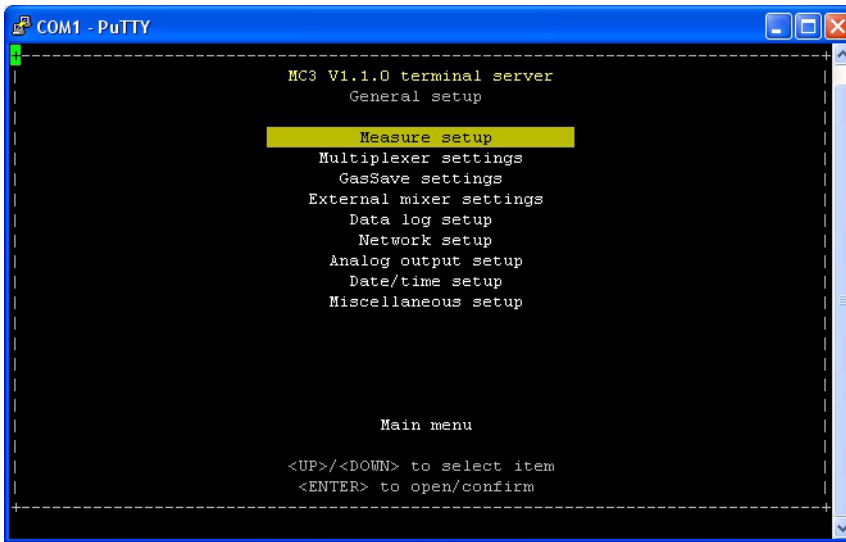 COM1 - PuTTY
MC3 V1.1.0 terminal server
General setup
Measure setup
Multiplexer settings
GasSave settings
External mixer settings
Data log setup
Network setup
Analog output setup
Date/time setup
Miscellaneous setup
Main menu
<UP>/<DOWN> to select item
<ENTER> to open/confirm